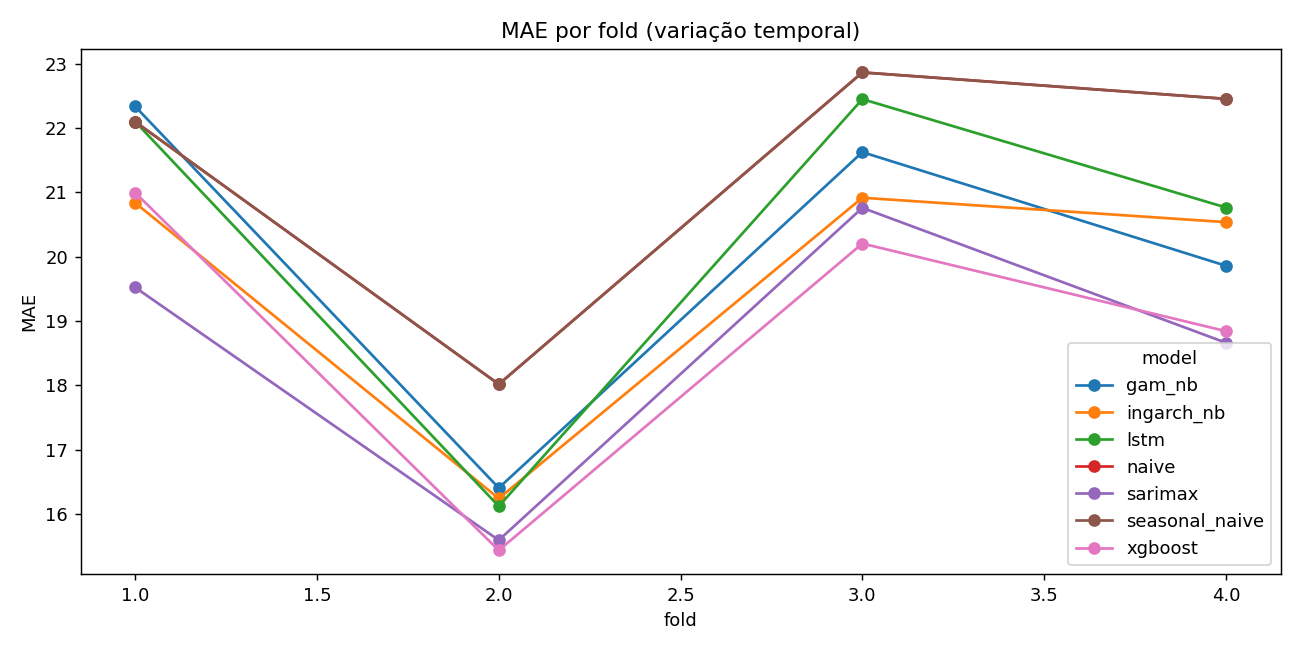 MAE por fold (variação temporal)
23
22
21
20
19
18
17
16
MAE
1.0 1.5 2.0 2.5 3.0 3.5 4.0
fold
model
gam_nb
ingarch_nb
lstm
naive
sarimax
seasonal_naive
xgboost